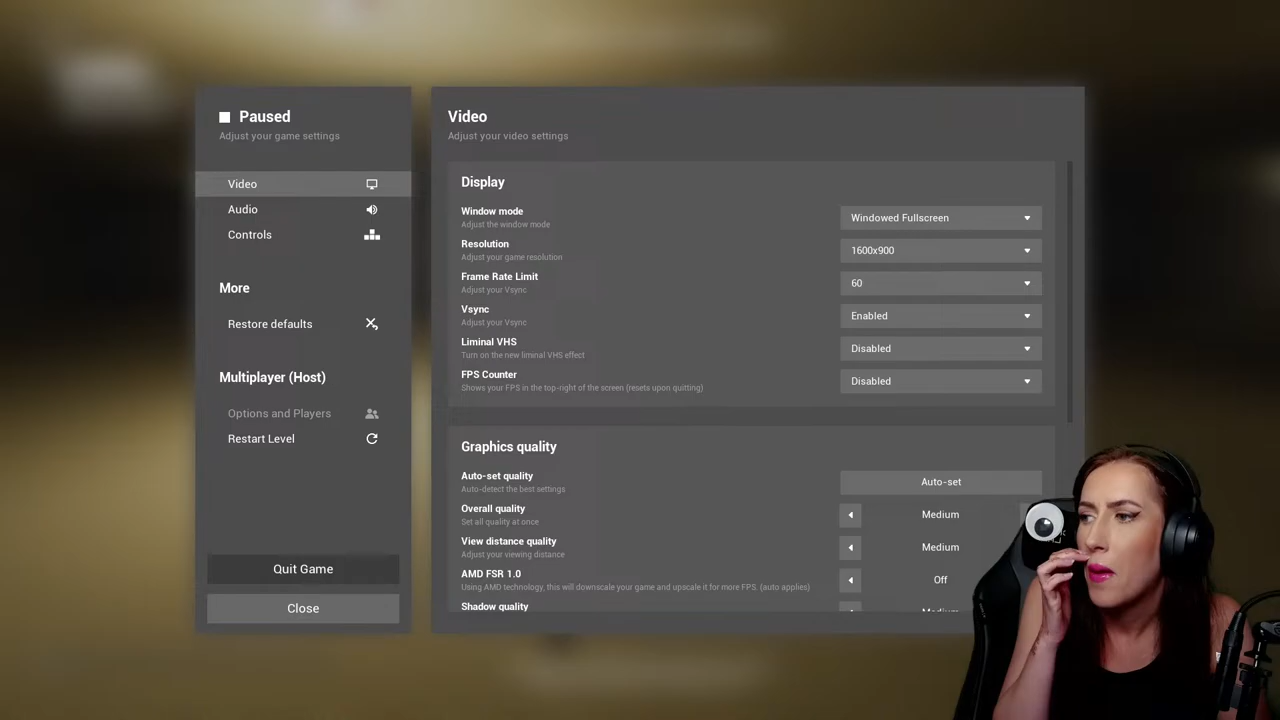 Paused
Adjust your game settings
Video
Audio
Controls
More
Restore defaults
Multiplayer (Host)
Options and Players
Restart Level
Quit Game
Close
Video
Adjust your video settings
Display
Window mode
Adjust the window mode
Windowed Fullscreen
Resolution
Adjust your game resolution
1600x900
Frame Rate Limit
Adjust your Vsync
60
Vsync
Adjust your Vsync
Enabled
Liminal VHS
Turn on the new liminal VHS effect
Disabled
FPS Counter
Shows your FPS in the top-right of the screen (resets upon quitting)
Disabled
Graphics quality
Auto-set quality
Auto-detect the best settings
Auto-set
Overall quality
Set all quality at once
Medium
View distance quality
Adjust your viewing distance
Medium
AMD FSR 1.0
Using AMD technology, this will downscale your game and upscale it for more FPS. (auto applies)
Off
Shadow quality
Medium